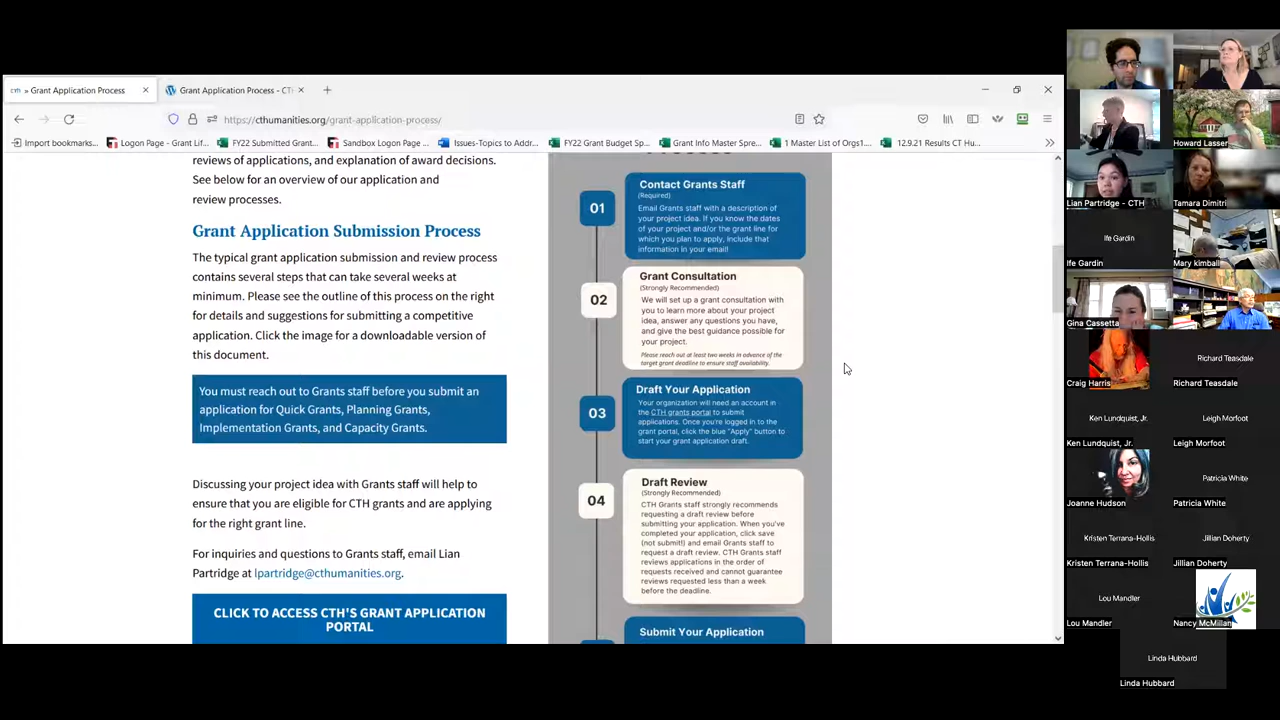 cth » Grant Application Process
Grant Application Process - CTH
https://cthumanities.org/grant-application-process/
Import bookmarks...
Logon Page - Grant Lif...
FY22 Submitted Grant...
Sandbox Logon Page ...
Issues-Topics to Addr...
FY22 Grant Budget Sp...
Grant Info Master Spre...
1 Master List of Orgs1...
12.9.21 Results CT Hu...
reviews of applications, and explanation of award decisions.
See below for an overview of our application and
review processes.
Grant Application Submission Process
The typical grant application submission and review process
contains several steps that can take several weeks at
minimum. Please see the outline of this process on the right
for details and suggestions for submitting a competitive
application. Click the image for a downloadable version of
this document.
You must reach out to Grants staff before you submit an
application for Quick Grants, Planning Grants,
Implementation Grants, and Capacity Grants.
Discussing your project idea with Grants staff will help to
ensure that you are eligible for CTH grants and are applying
for the right grant line.
For inquiries and questions to Grants staff, email Lian
Partridge at lpartridge@cthumanities.org.
CLICK TO ACCESS CTH'S GRANT APPLICATION
PORTAL
01
Contact Grants Staff
(Required)
Email Grants staff with a description of
your project idea. If you know the dates
of your project and/or the grant line for
which you plan to apply, include that
information in your email!
02
Grant Consultation
(Strongly Recommended)
We will set up a grant consultation with
you to learn more about your project
idea, answer any questions you have,
and give the best guidance possible for
your project.
Please reach out at least two weeks in advance of the
target grant deadline to ensure staff availability.
03
Draft Your Application
Your organization will need an account in
the CTH grants portal to submit
applications. Once you're logged in to the
grant portal, click the blue "Apply" button to
start your grant application draft.
04
Draft Review
(Strongly Recommended)
CTH Grants staff strongly recommends
requesting a draft review before
submitting your application. When you've
completed your application, click save
(not submit!) and email Grants staff to
request a draft review. CTH Grants staff
reviews applications in the order of
requests received and cannot guarantee
reviews requested less than a week
before the deadline.
Submit Your Application
Howard Lasser
Lian Partridge - CTH
Tamara Dimitri
Ife Gardin
Ife Gardin
Mary kimball
Gina Cassetta
Craig Harris
Richard Teasdale
Richard Teasdale
Ken Lundquist, Jr.
Ken Lundquist, Jr.
Leigh Morfoot
Leigh Morfoot
Joanne Hudson
Patricia White
Patricia White
Kristen Terrana-Hollis
Kristen Terrana-Hollis
Jillian Doherty
Jillian Doherty
Lou Mandler
Lou Mandler
Nancy McMillan
Linda Hubbard
Linda Hubbard